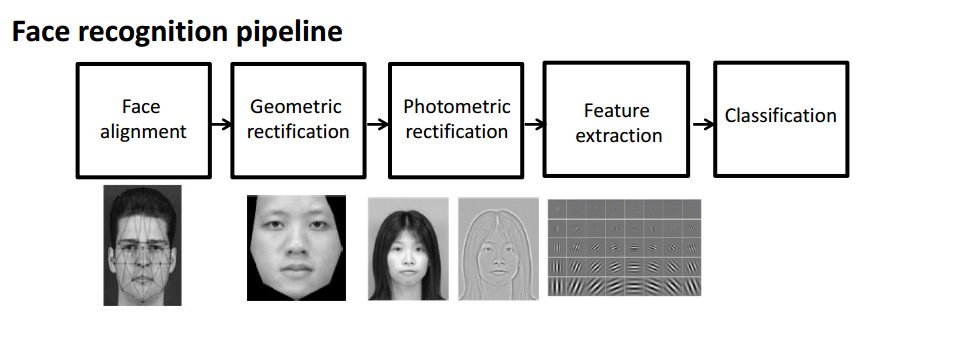 Face recognition pipeline
Face
alignment
Geometric
rectification
Photometric
rectification
Feature
extraction
Classification